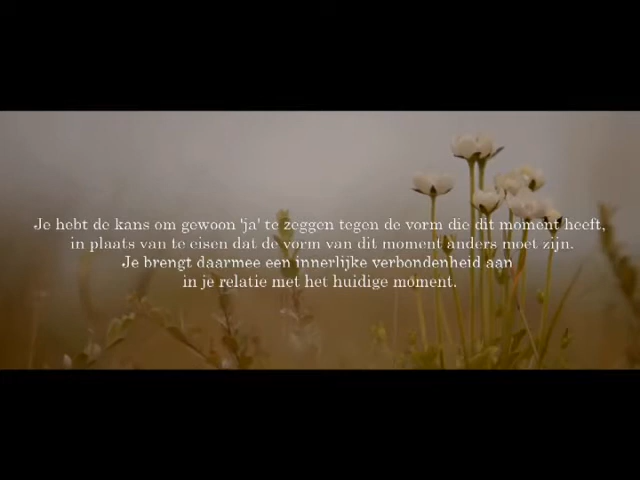 Je hebt de kans om gewoon 'ja' te zeggen tegen de vorm die dit moment heeft,
in plaats van te eisen dat de vorm van dit moment anders moet zijn.
Je brengt daarmee een innerlijke verbondenheid aan
in je relatie met het huidige moment.